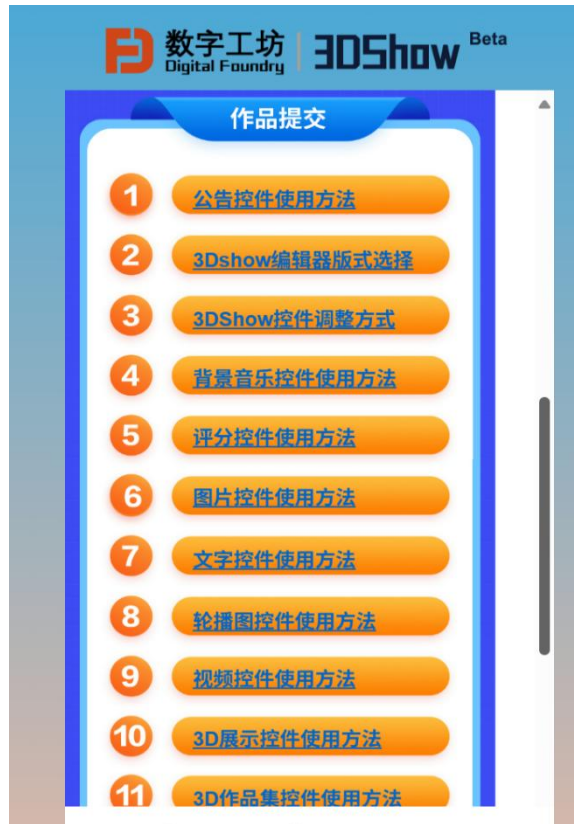 数字工坊
Digital Foundry
3DShow Beta
作品提交
1 公告控件使用方法
2 3Dshow编辑器版式选择
3 3DShow控件调整方式
4 背景音乐控件使用方法
5 评分控件使用方法
6 图片控件使用方法
7 文字控件使用方法
8 轮播图控件使用方法
9 视频控件使用方法
10 3D展示控件使用方法
11 3D作品集控件使用方法